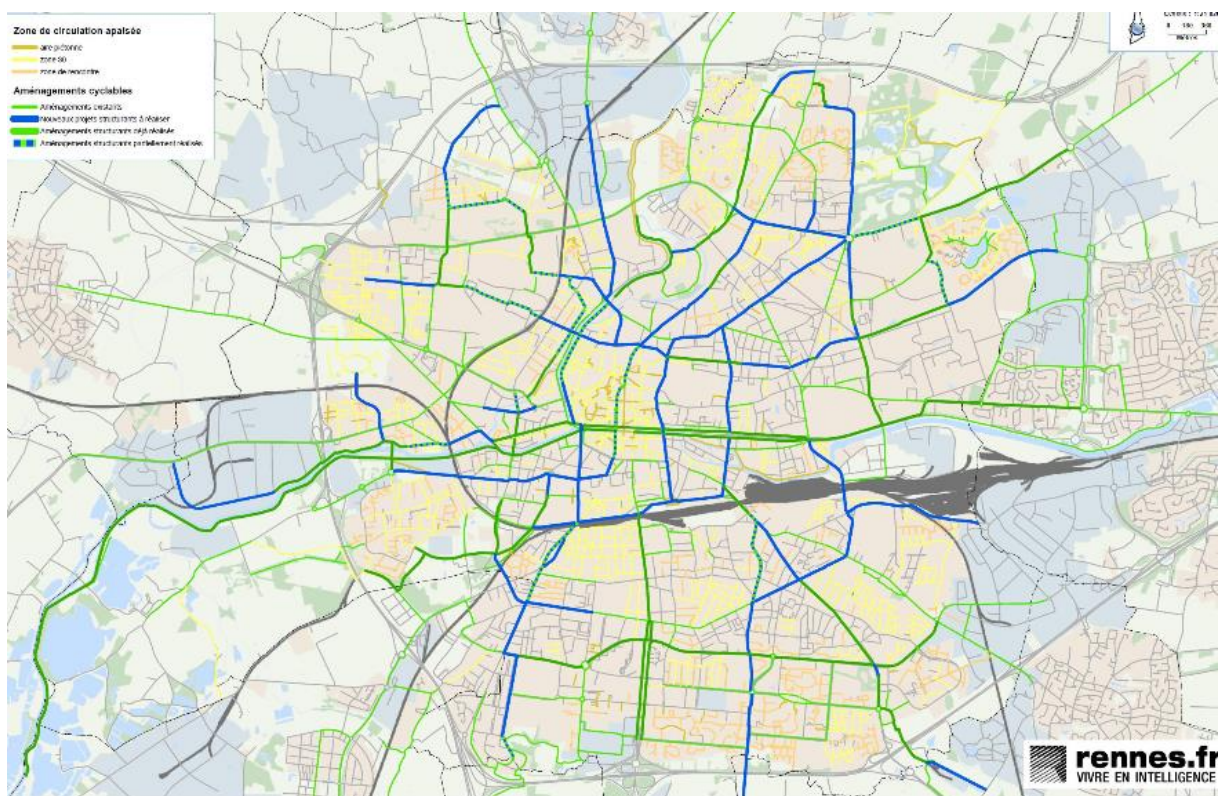 Zone de circulation apaisée
aire piétonne
zone 30
zone de rencontre
Aménagements cyclables
Aménagements existants
Nouveaux projets structurants à réaliser
Aménagements structurants déjà réalisés
Aménagements structurants partiellement réalisés
Mètres
rennes.fr
VIVRE EN INTELLIGENCE